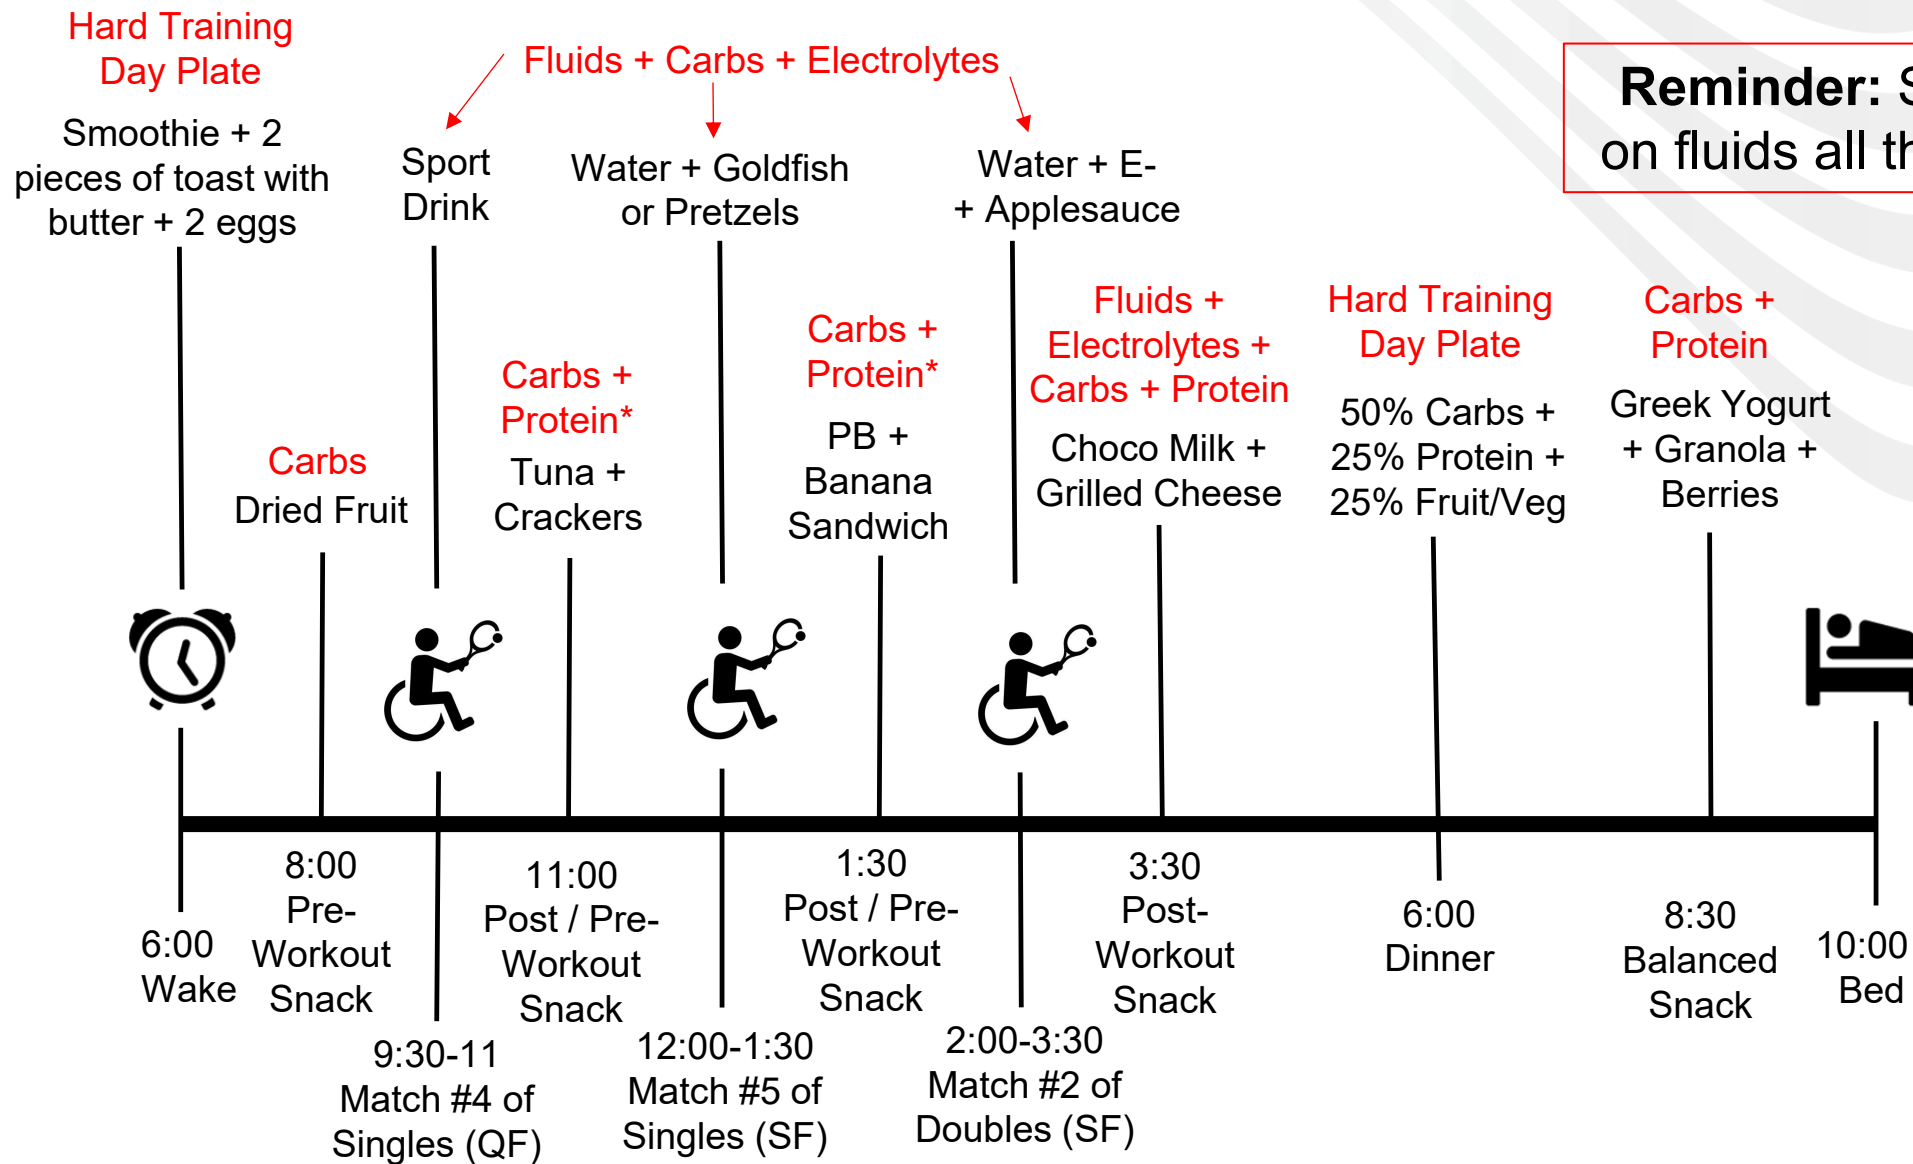 Hard Training
Day Plate
Smoothie + 2
pieces of toast with
butter + 2 eggs
Fluids + Carbs + Electrolytes
Sport
Drink
Water + Goldfish
or Pretzels
Water + E-
+ Applesauce
Reminder:
on fluids all
Carbs
Dried Fruit
Carbs +
Protein*
Tuna +
Crackers
Carbs +
Protein*
PB +
Banana
Sandwich
Fluids +
Electrolytes +
Carbs + Protein
Choco Milk +
Grilled Cheese
Hard Training
Day Plate
50% Carbs +
25% Protein +
25% Fruit/Veg
Carbs +
Protein
Greek Yogurt
+ Granola +
Berries
6:00
Wake
8:00
Pre-
Workout
Snack
9:30-11
Match #4 of
Singles (QF)
11:00
Post / Pre-
Workout
Snack
12:00-1:30
Match #5 of
Singles (SF)
1:30
Post / Pre-
Workout
Snack
2:00-3:30
Match #2 of
Doubles (SF)
3:30
Post-
Workout
Snack
6:00
Dinner
8:30
Balanced
Snack
10:00
Bed